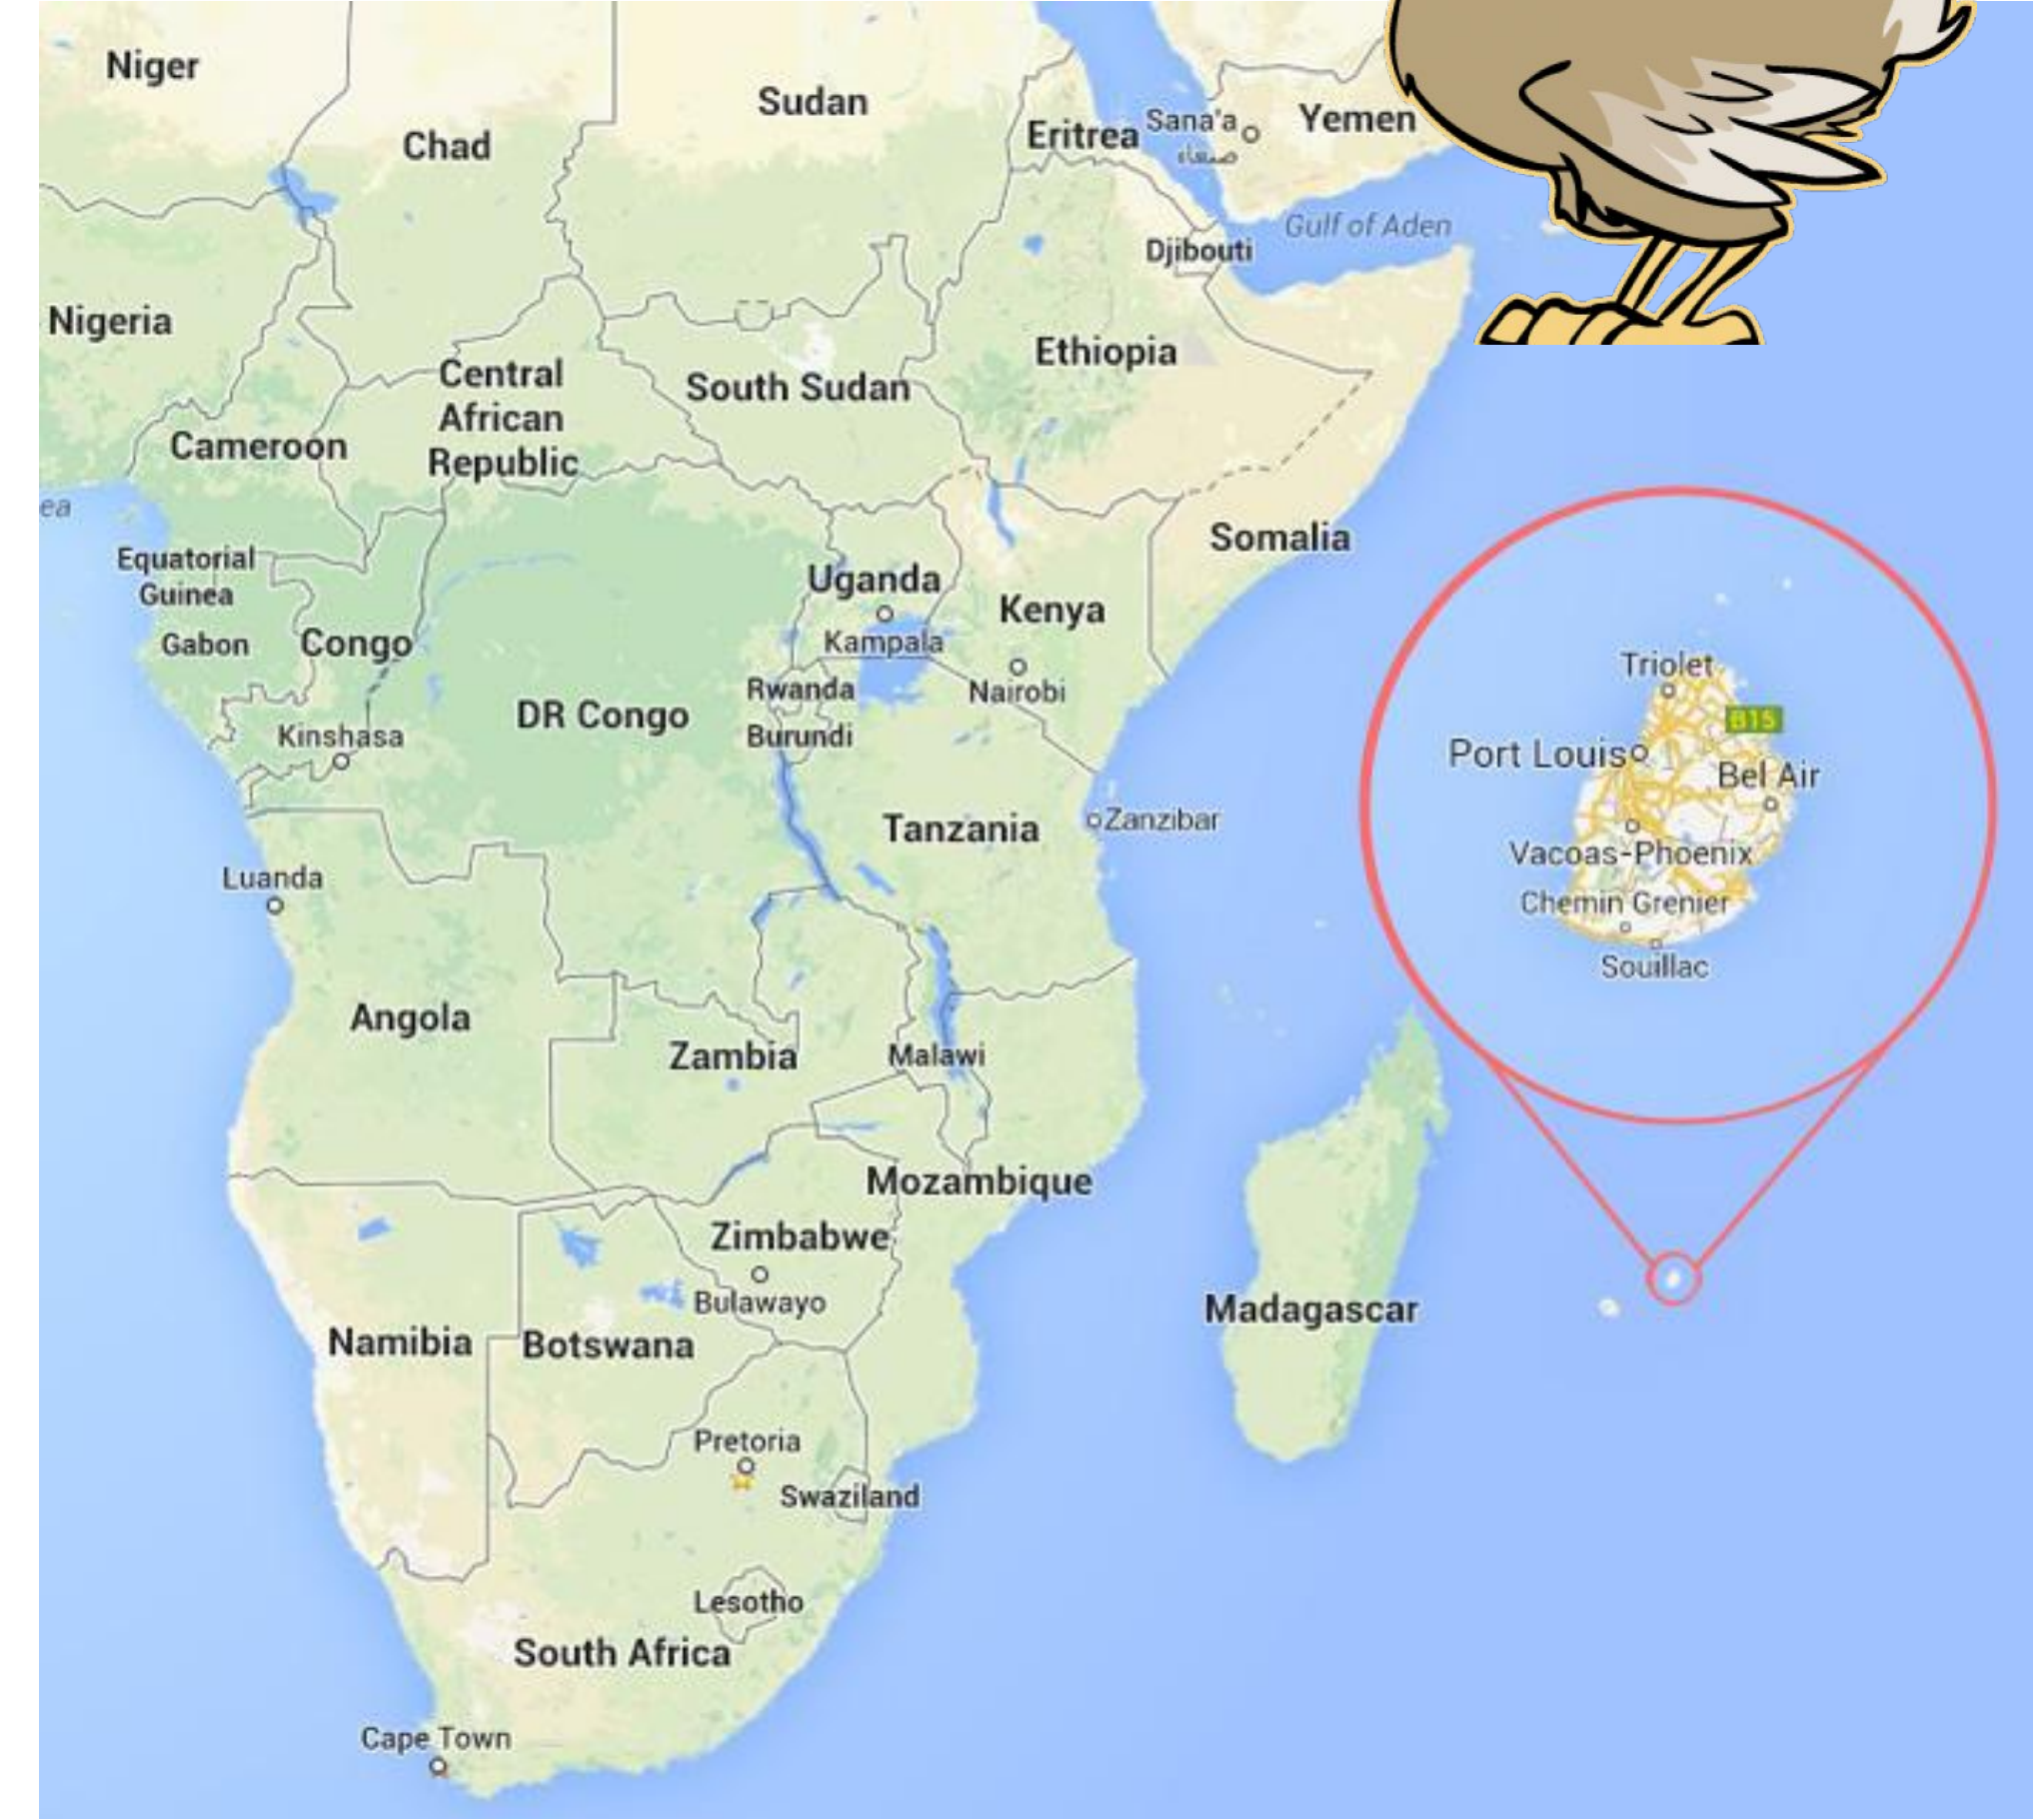 Niger
Sudan
Chad
Eritrea
Sana'a
صنعاء
Yemen
Gulf of Aden
Djibouti
Nigeria
Ethiopia
Central
African
Republic
South Sudan
Cameroon
ea
Somalia
Equatorial
Guinea
Uganda
Kenya
Gabon
Congo
Kampala
Rwanda
Nairobi
DR Congo
Burundi
Kinshasa
Triolet
B15
Port Louis
Bel Air
Tanzania
Zanzibar
Vacoas-Phoenix
Luanda
Chemin Grenier
Souillac
Angola
Zambia
Malawi
Mozambique
Zimbabwe
Bulawayo
Madagascar
Namibia
Botswana
Pretoria
Swaziland
Lesotho
South Africa
Cape Town